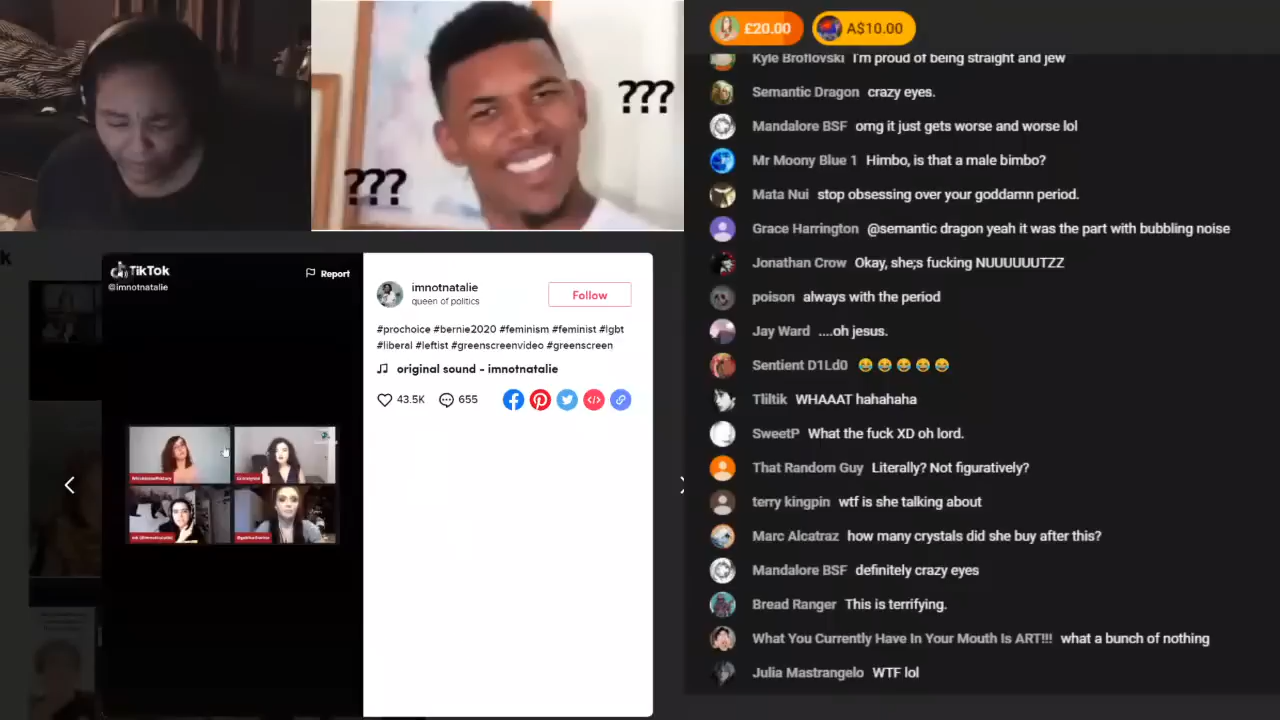 ???
???
TikTok
@imnotnatalie
Report
imnotnatalie
queen of politics
Follow
#prochoice #bernie2020 #feminism #feminist #lgbt
#liberal #leftist #greenscreenvideo #greenscreen
original sound - imnotnatalie
43.5K
655
£20.00
A$10.00
Kyle Broflovski I'm proud of being straight and jew
Semantic Dragon crazy eyes.
Mandalore BSF omg it just gets worse and worse lol
Mr Moony Blue 1 Himbo, is that a male bimbo?
Mata Nui stop obsessing over your goddamn period.
Grace Harrington @semantic dragon yeah it was the part with bubbling noise
Jonathan Crow Okay, she;s fucking NUUUUUTZZ
poison always with the period
Jay Ward ....oh jesus.
Sentient D1Ld0 😂 😂 😂 😂 😂
Tliltik WHAAAT hahahaha
SweetP What the fuck XD oh lord.
That Random Guy Literally? Not figuratively?
terry kingpin wtf is she talking about
Marc Alcatraz how many crystals did she buy after this?
Mandalore BSF definitely crazy eyes
Bread Ranger This is terrifying.
What You Currently Have In Your Mouth Is ART!!! what a bunch of nothing
Julia Mastrangelo WTF lol